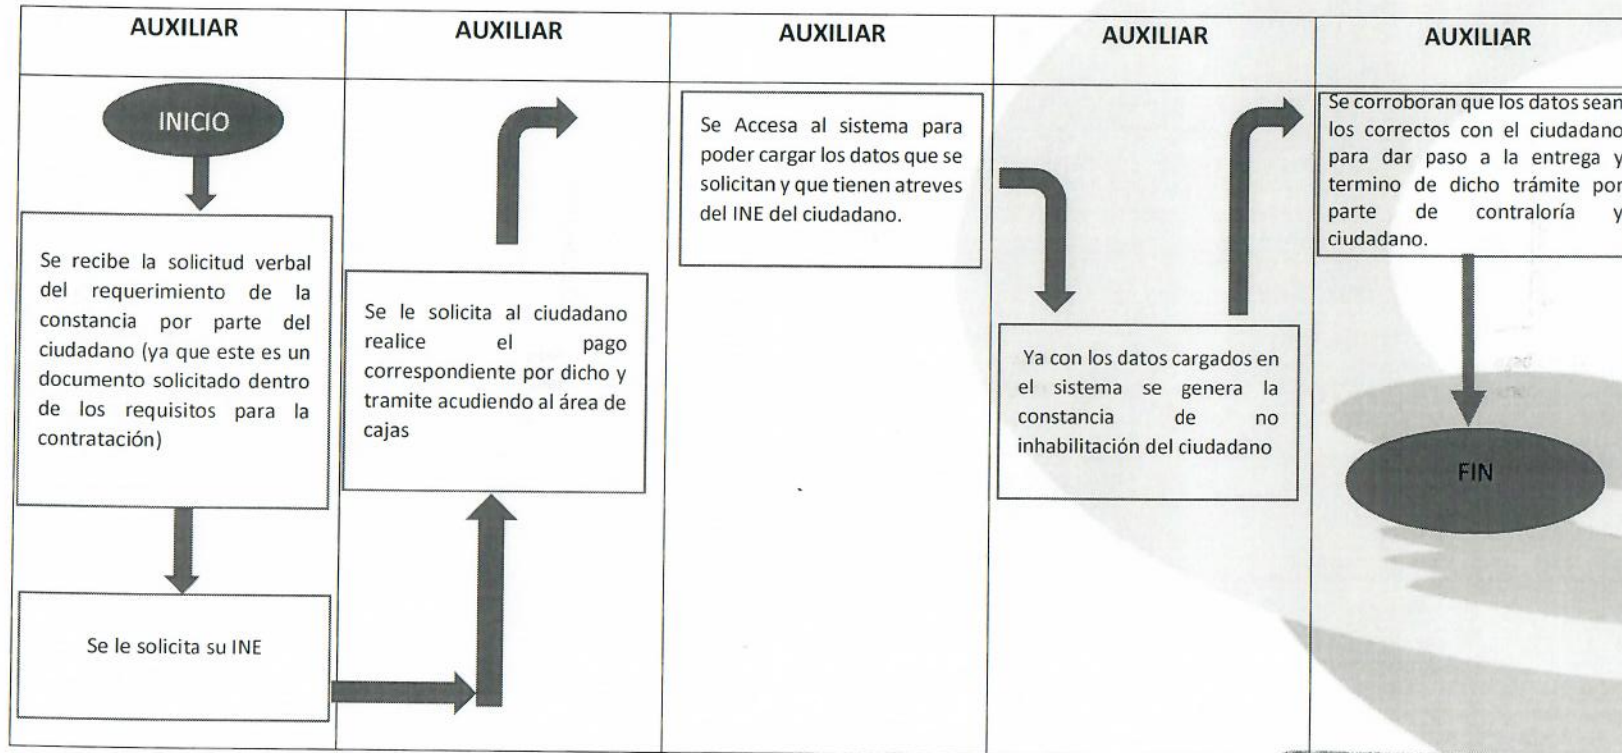 AUXILIAR
AUXILIAR
AUXILIAR
AUXILIAR
AUXILIAR
INICIO
Se recibe la solicitud verbal
del requerimiento de la
constancia por parte del
ciudadano (ya que este es un
documento solicitado dentro
de los requisitos para la
contratación)
Se le solicita su INE
Se le solicita al ciudadano
realice el pago
correspondiente por dicho y
tramite acudiendo al área de
cajas
Se Accesa al sistema para
poder cargar los datos que se
solicitan y que tienen atreves
del INE del ciudadano.
Ya con los datos cargados en
el sistema se genera la
constancia de no
inhabilitación del ciudadano
Se corroboran que los datos sean
los correctos con el ciudadano
para dar paso a la entrega y
termino de dicho trámite por
parte de contraloría y
ciudadano.
FIN